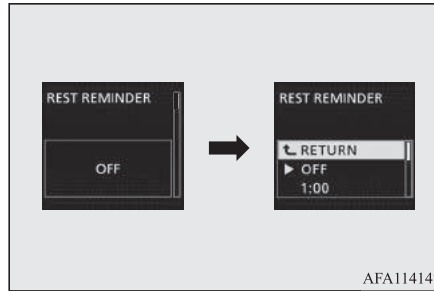 REST REMINDER
OFF
REST REMINDER
RETURN
OFF
1:00
AFA11414